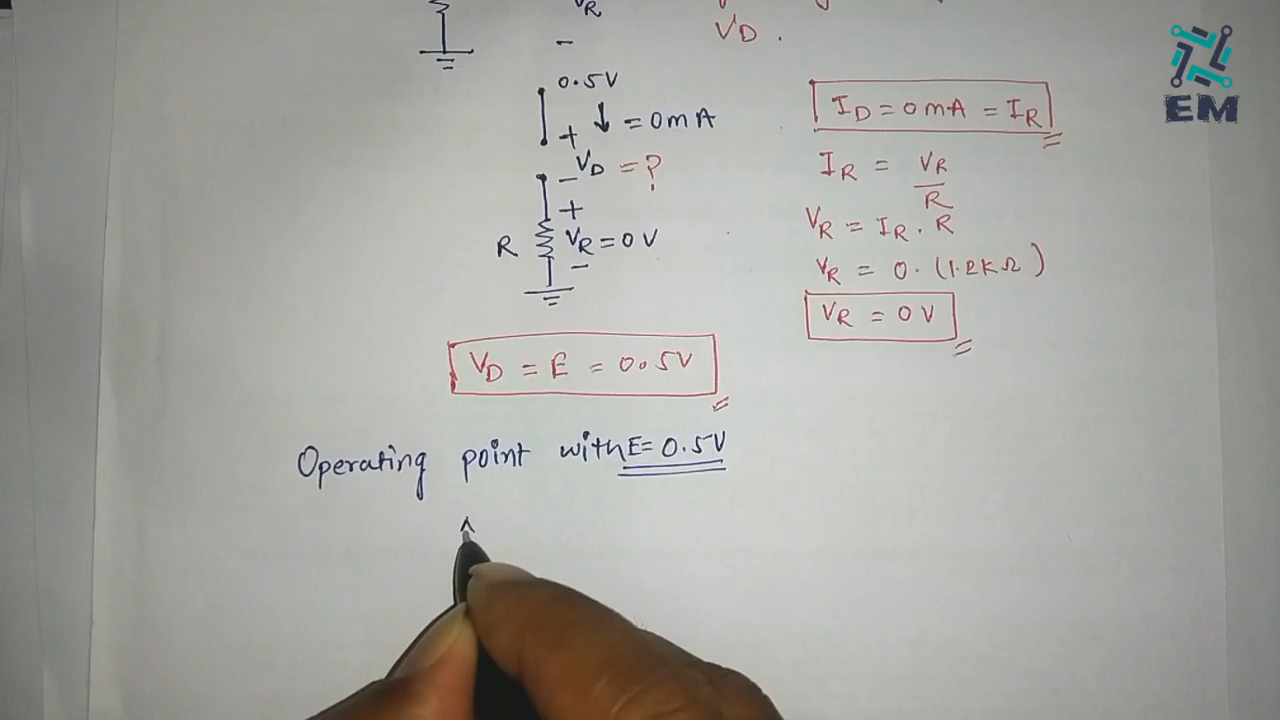 VR
VD .
0.5V
+ ↓ = 0mA
- VD = ?
+
R VR = 0V
-
ID = 0mA = IR
IR = VR/R
VR = IR . R
VR = 0. (1.2KΩ)
VR = 0V
VD = E = 0.5V
Operating point with E= 0.5V
EM